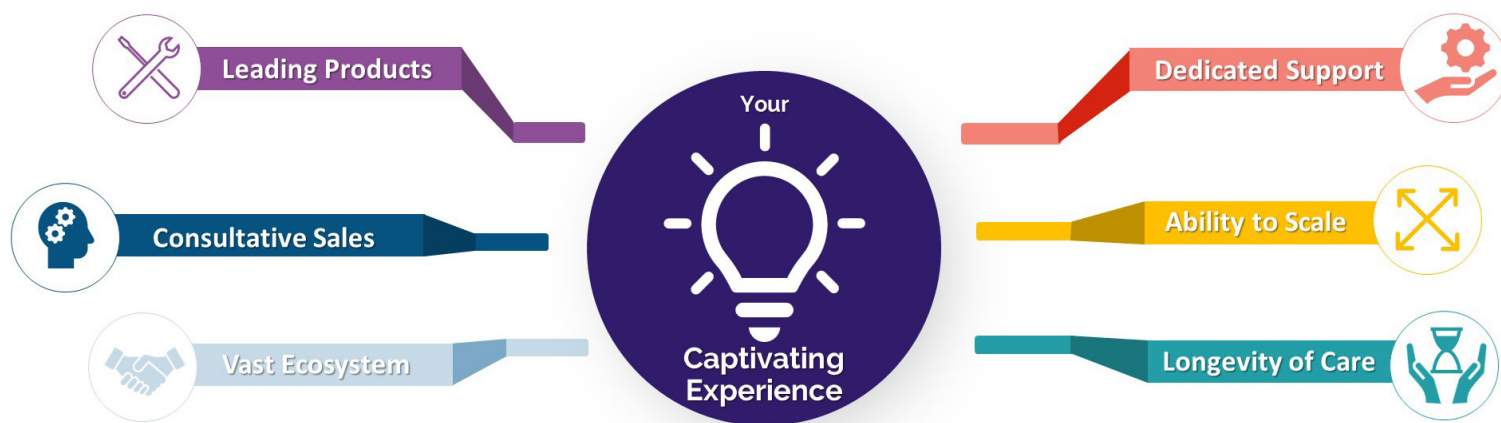 Leading Products
Consultative Sales
Vast Ecosystem
Your
Captivating
Experience
Dedicated Support
Ability to Scale
Longevity of Care